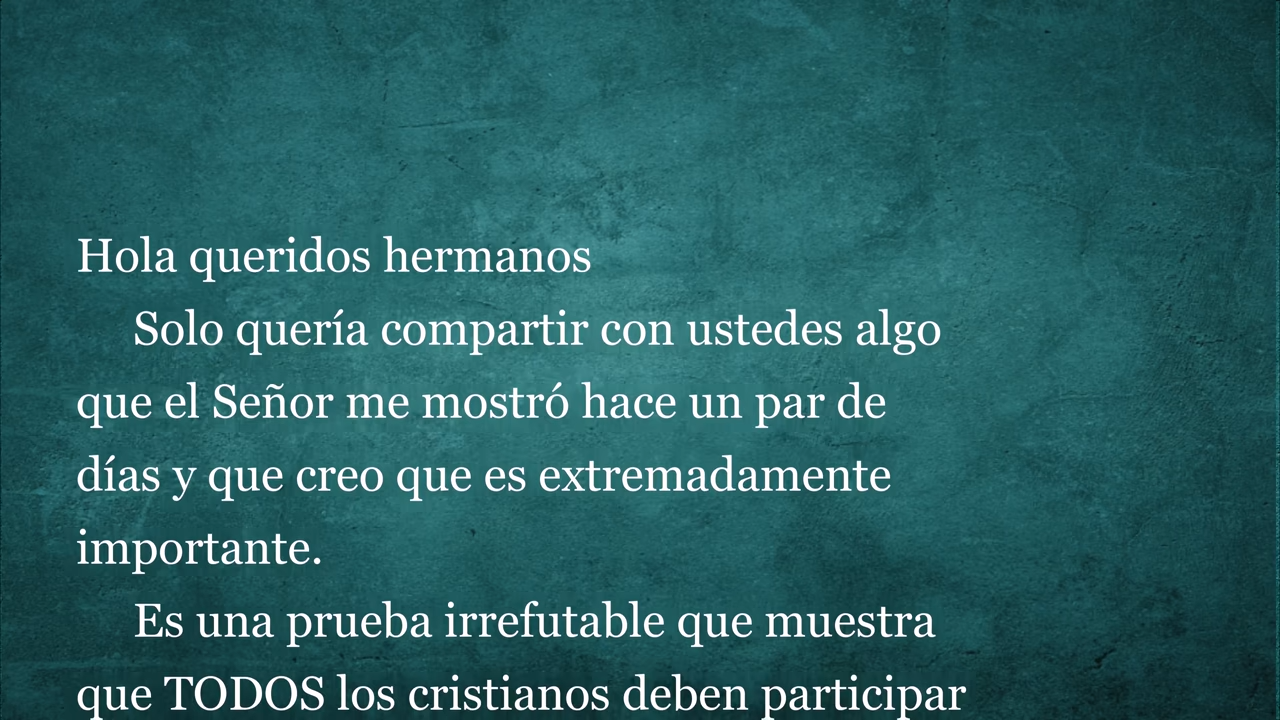 Hola queridos hermanos
Solo quería compartir con ustedes algo
que el Señor me mostró hace un par de
días y que creo que es extremadamente
importante.
Es una prueba irrefutable que muestra
que TODOS los cristianos deben participar